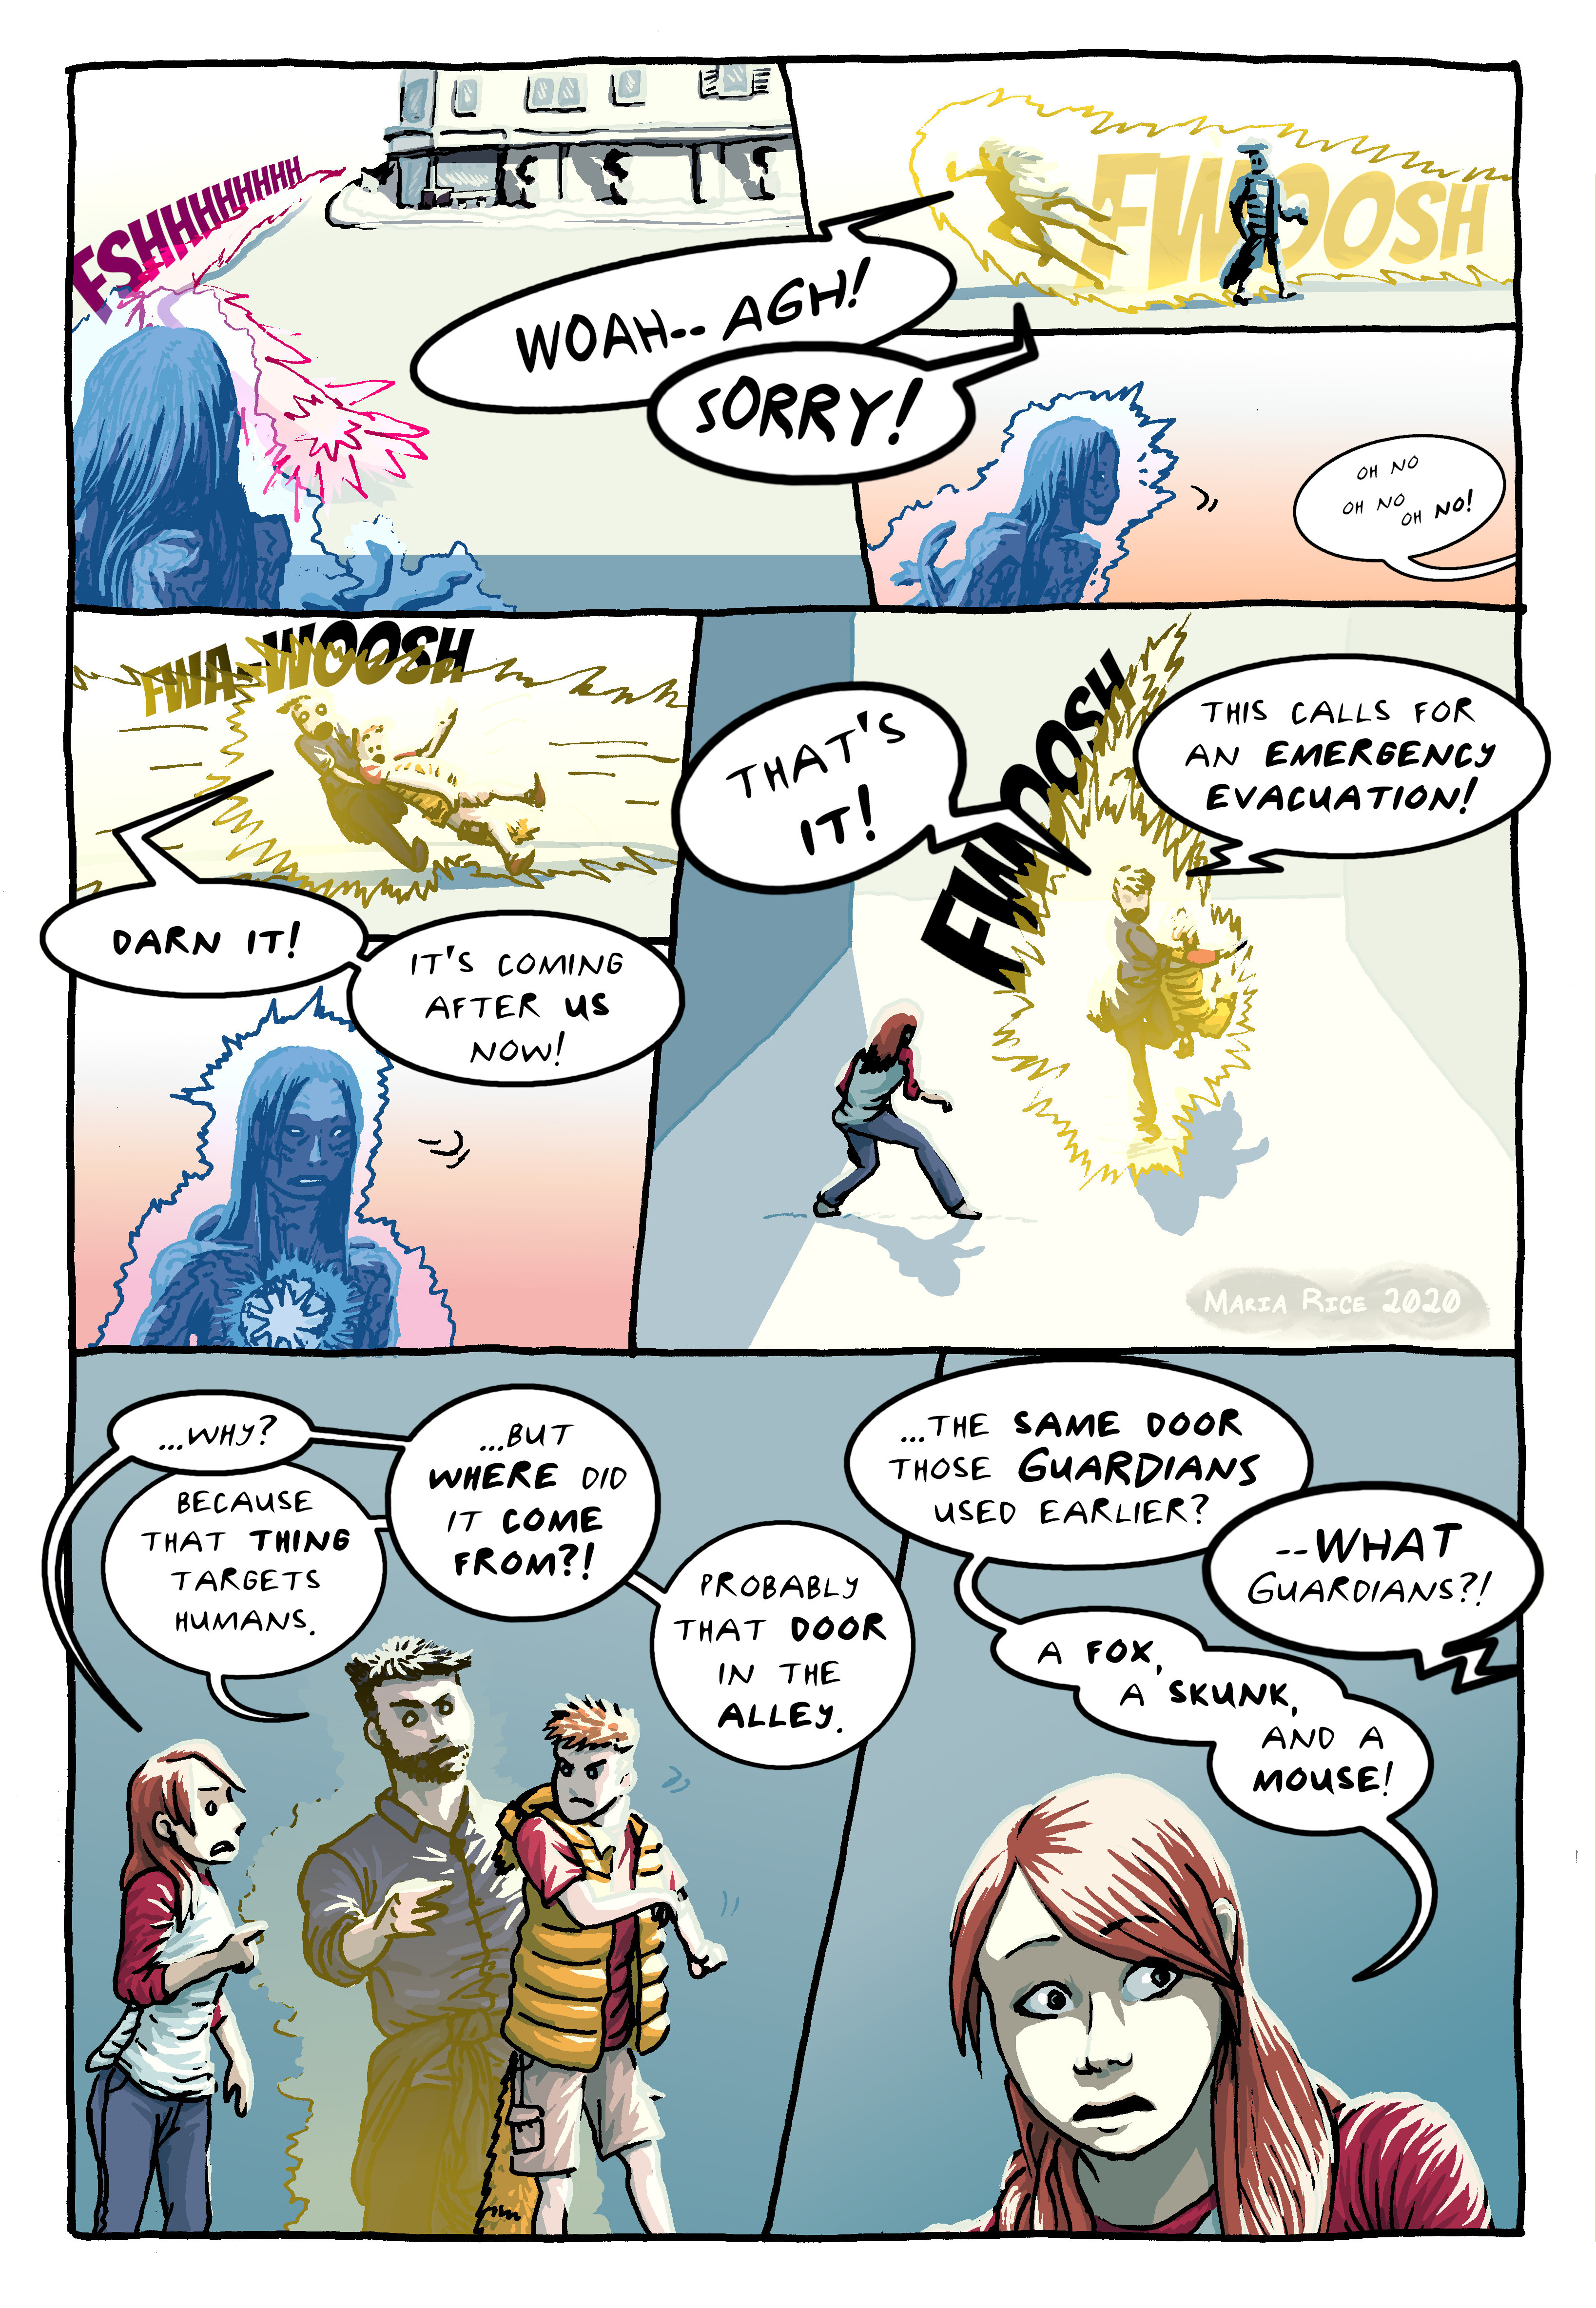 FSHHHHHHHH
FWOOSH
WOAH-- AGH!
SORRY!
OH NO
OH NO
OH NO!
FWA-WOOSH
DARN IT!
IT'S COMING
AFTER US
NOW!
THAT'S
IT!
FWOOSH
THIS CALLS FOR
AN EMERGENCY
EVACUATION!
MARIA RICE 2020
...WHY?
BECAUSE
THAT THING
TARGETS
HUMANS.
...BUT
WHERE DID
IT COME
FROM?!
PROBABLY
THAT DOOR
IN THE
ALLEY.
...THE SAME DOOR
THOSE GUARDIANS
USED EARLIER?
--WHAT
GUARDIANS?!
A FOX,
A SKUNK,
AND A
MOUSE!